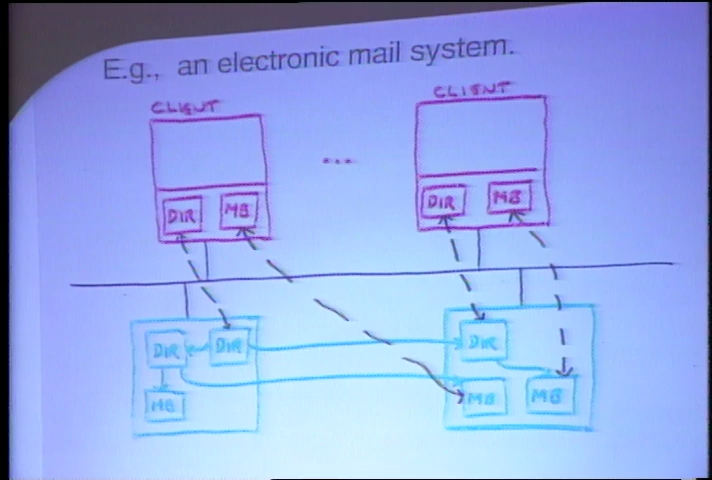 E.g., an electronic mail system.
CLIENT
CLIENT
...
DIR MB
DIR MB
DIR DIR
MB
DIR
MB MB